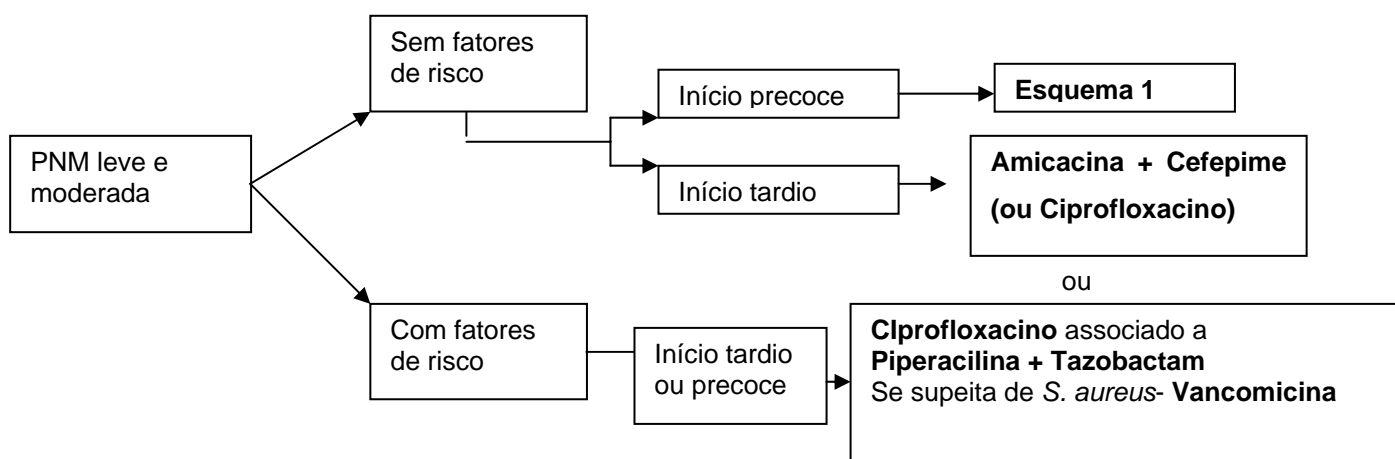 Sem fatores
de risco
Início precoce
Esquema 1
PNM leve e
moderada
Início tardio
Amicacina + Cefepime
(ou Ciprofloxacino)
ou
Com fatores
de risco
Início tardio
ou precoce
CIprofloxacino associado a
Piperacilina + Tazobactam
Se supeita de S. aureus- Vancomicina